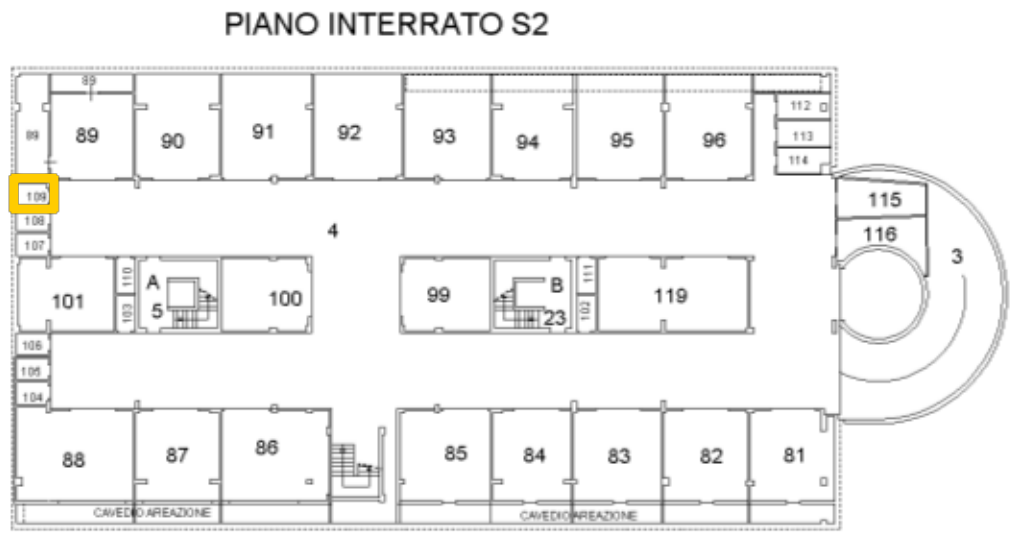 PIANO INTERRATO S2
89
89 89 90 91 92 93 94 95 96 112
113
114
109
108
107
4
115
116
3
101 110 A 100 99 B 111 119
103 5 23 102
106
105
104
88 87 86 85 84 83 82 81
CAVEDIO AREAZIONE CAVEDIO AREAZIONE